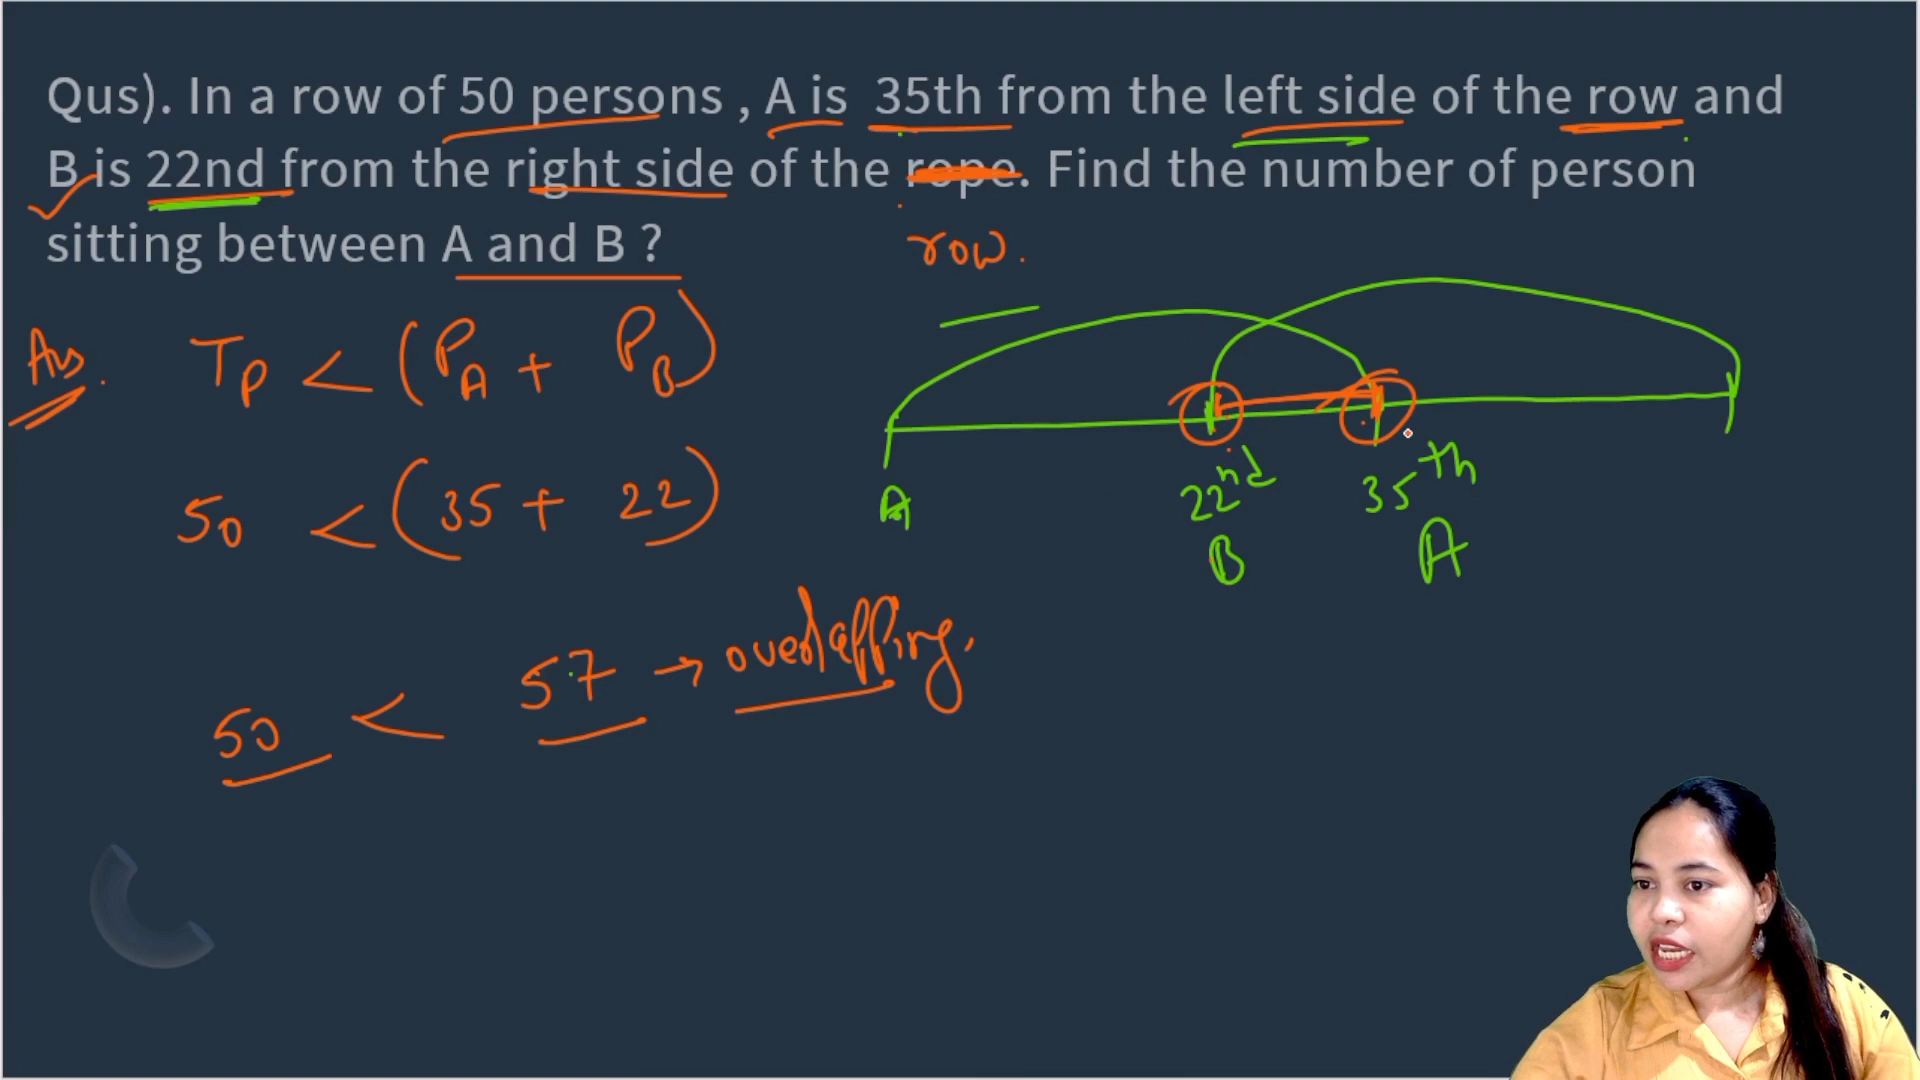 Qus). In a row of 50 persons , A is 35th from the left side of the row and
B is 22nd from the right side of the rope. Find the number of person
sitting between A and B ?
row.
Ans.
TP < (PA + PB)
50 < (35 + 22)
50 < 57 → overlapping.
A
22nd
B
35th
A